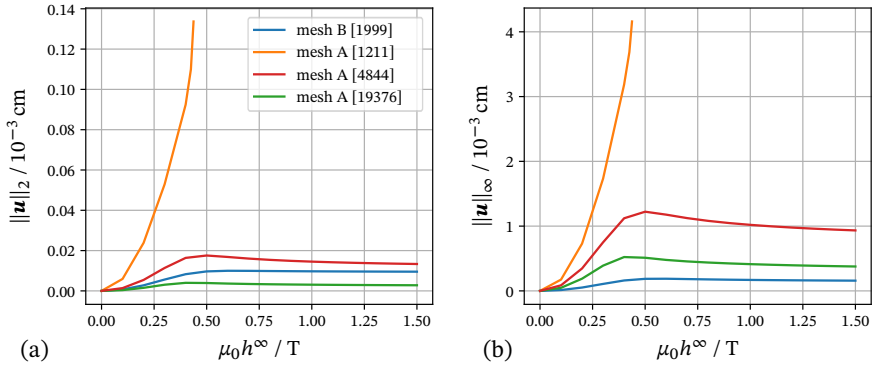 0.14
0.12
0.10
0.08
0.06
0.04
0.02
0.00
||u||₂ / 10⁻³ cm
mesh B [1999]
mesh A [1211]
mesh A [4844]
mesh A [19376]
0.00 0.25 0.50 0.75 1.00 1.25 1.50
μ₀h∞ / T
(a)
4
3
2
1
0
||u||∞ / 10⁻³ cm
0.00 0.25 0.50 0.75 1.00 1.25 1.50
μ₀h∞ / T
(b)